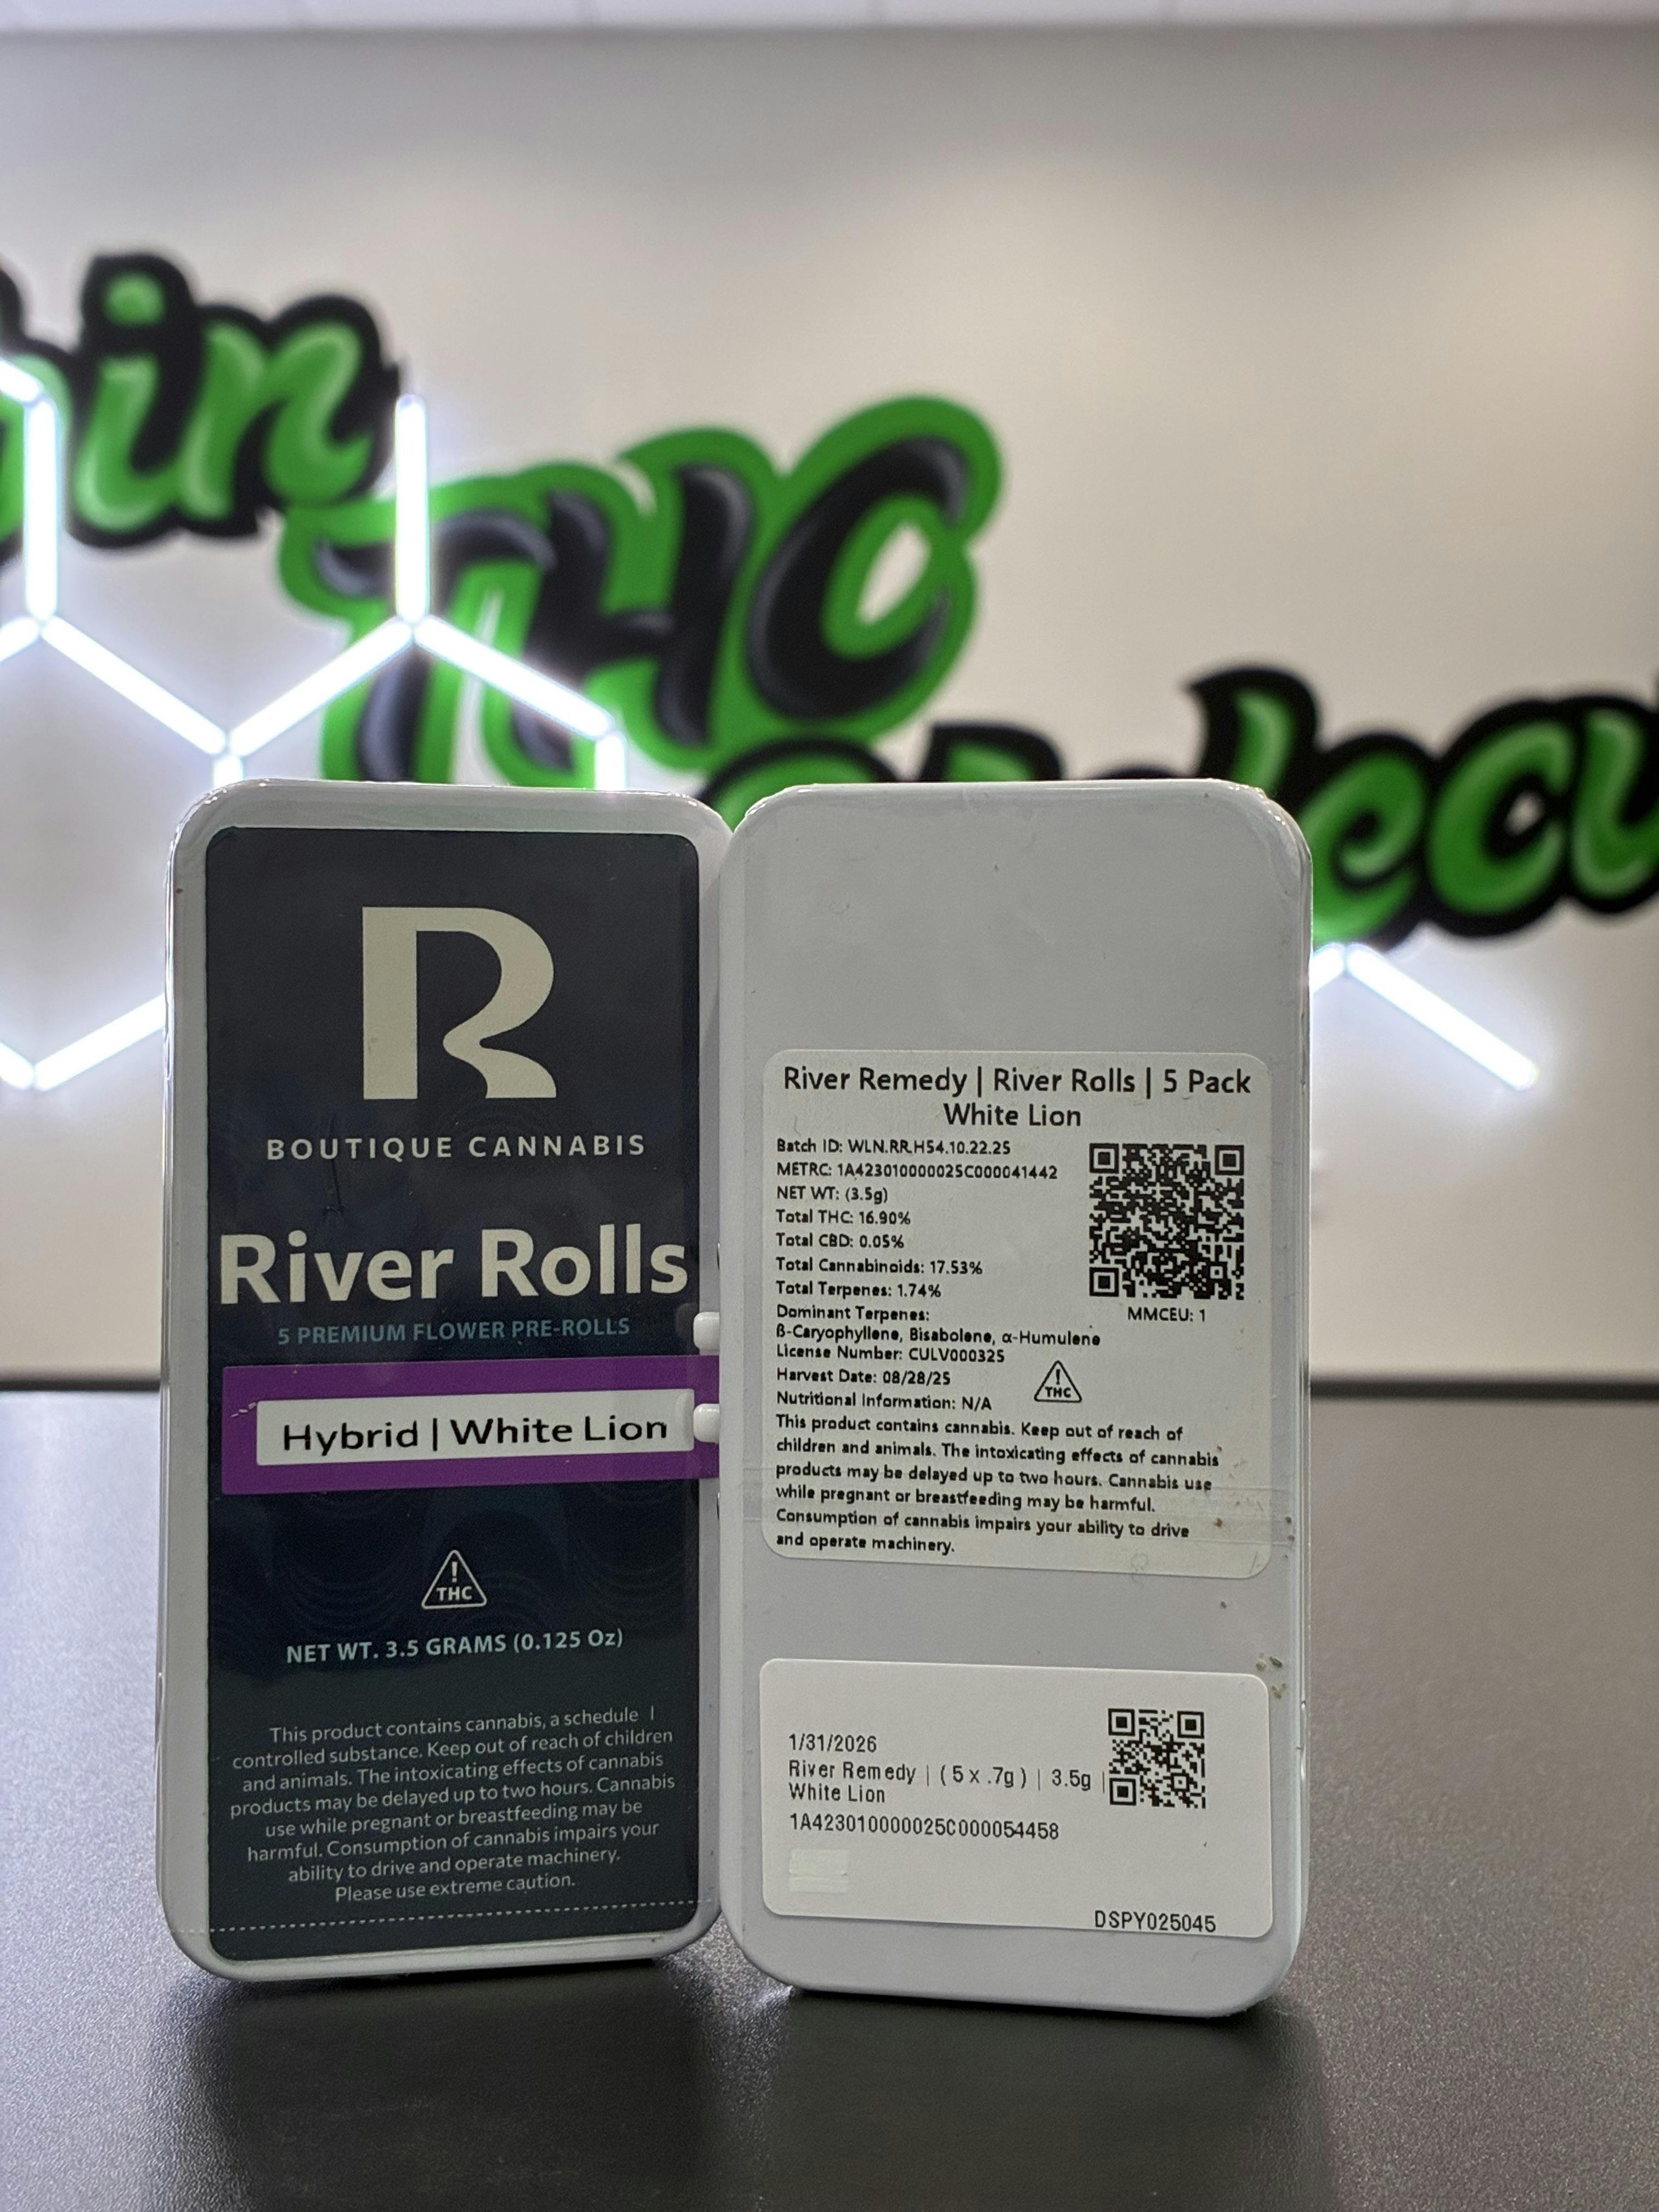 in
THC
R
BOUTIQUE CANNABIS
River Rolls
5 PREMIUM FLOWER PRE-ROLLS
Hybrid | White Lion
!
THC
NET WT. 3.5 GRAMS (0.125 Oz)
This product contains cannabis, a schedule I
controlled substance. Keep out of reach of children
and animals. The intoxicating effects of cannabis
products may be delayed up to two hours. Cannabis
use while pregnant or breastfeeding may be
harmful. Consumption of cannabis impairs your
ability to drive and operate machinery.
Please use extreme caution.
River Remedy | River Rolls | 5 Pack
White Lion
Batch ID: WLN.RR.H54.10.22.25
METRC: 1A423010000025C000041442
NET WT: (3.5g)
Total THC: 16.90%
Total CBD: 0.05%
Total Cannabinoids: 17.53%
Total Terpenes: 1.74%
MMCEU: 1
Dominant Terpenes:
β-Caryophyllene, Bisabolene, α-Humulene
License Number: CULV000325
Harvest Date: 08/28/25
!
THC
Nutritional Information: N/A
This product contains cannabis. Keep out of reach of
children and animals. The intoxicating effects of cannabis
products may be delayed up to two hours. Cannabis use
while pregnant or breastfeeding may be harmful.
Consumption of cannabis impairs your ability to drive
and operate machinery.
1/31/2026
River Remedy | ( 5 x .7g ) | 3.5g |
White Lion
1A423010000025C000054458
DSPY025045